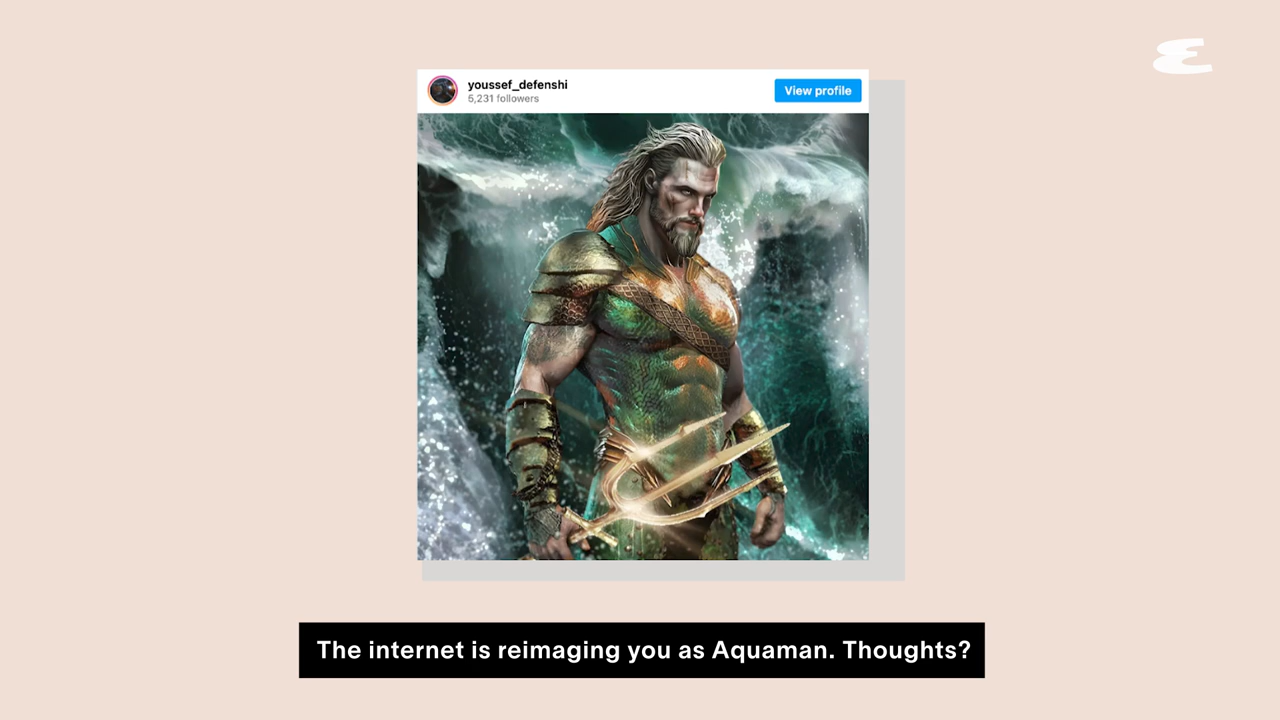 youssef_defenshi
View profile
5,231 followers
The internet is reimaging you as Aquaman. Thoughts?